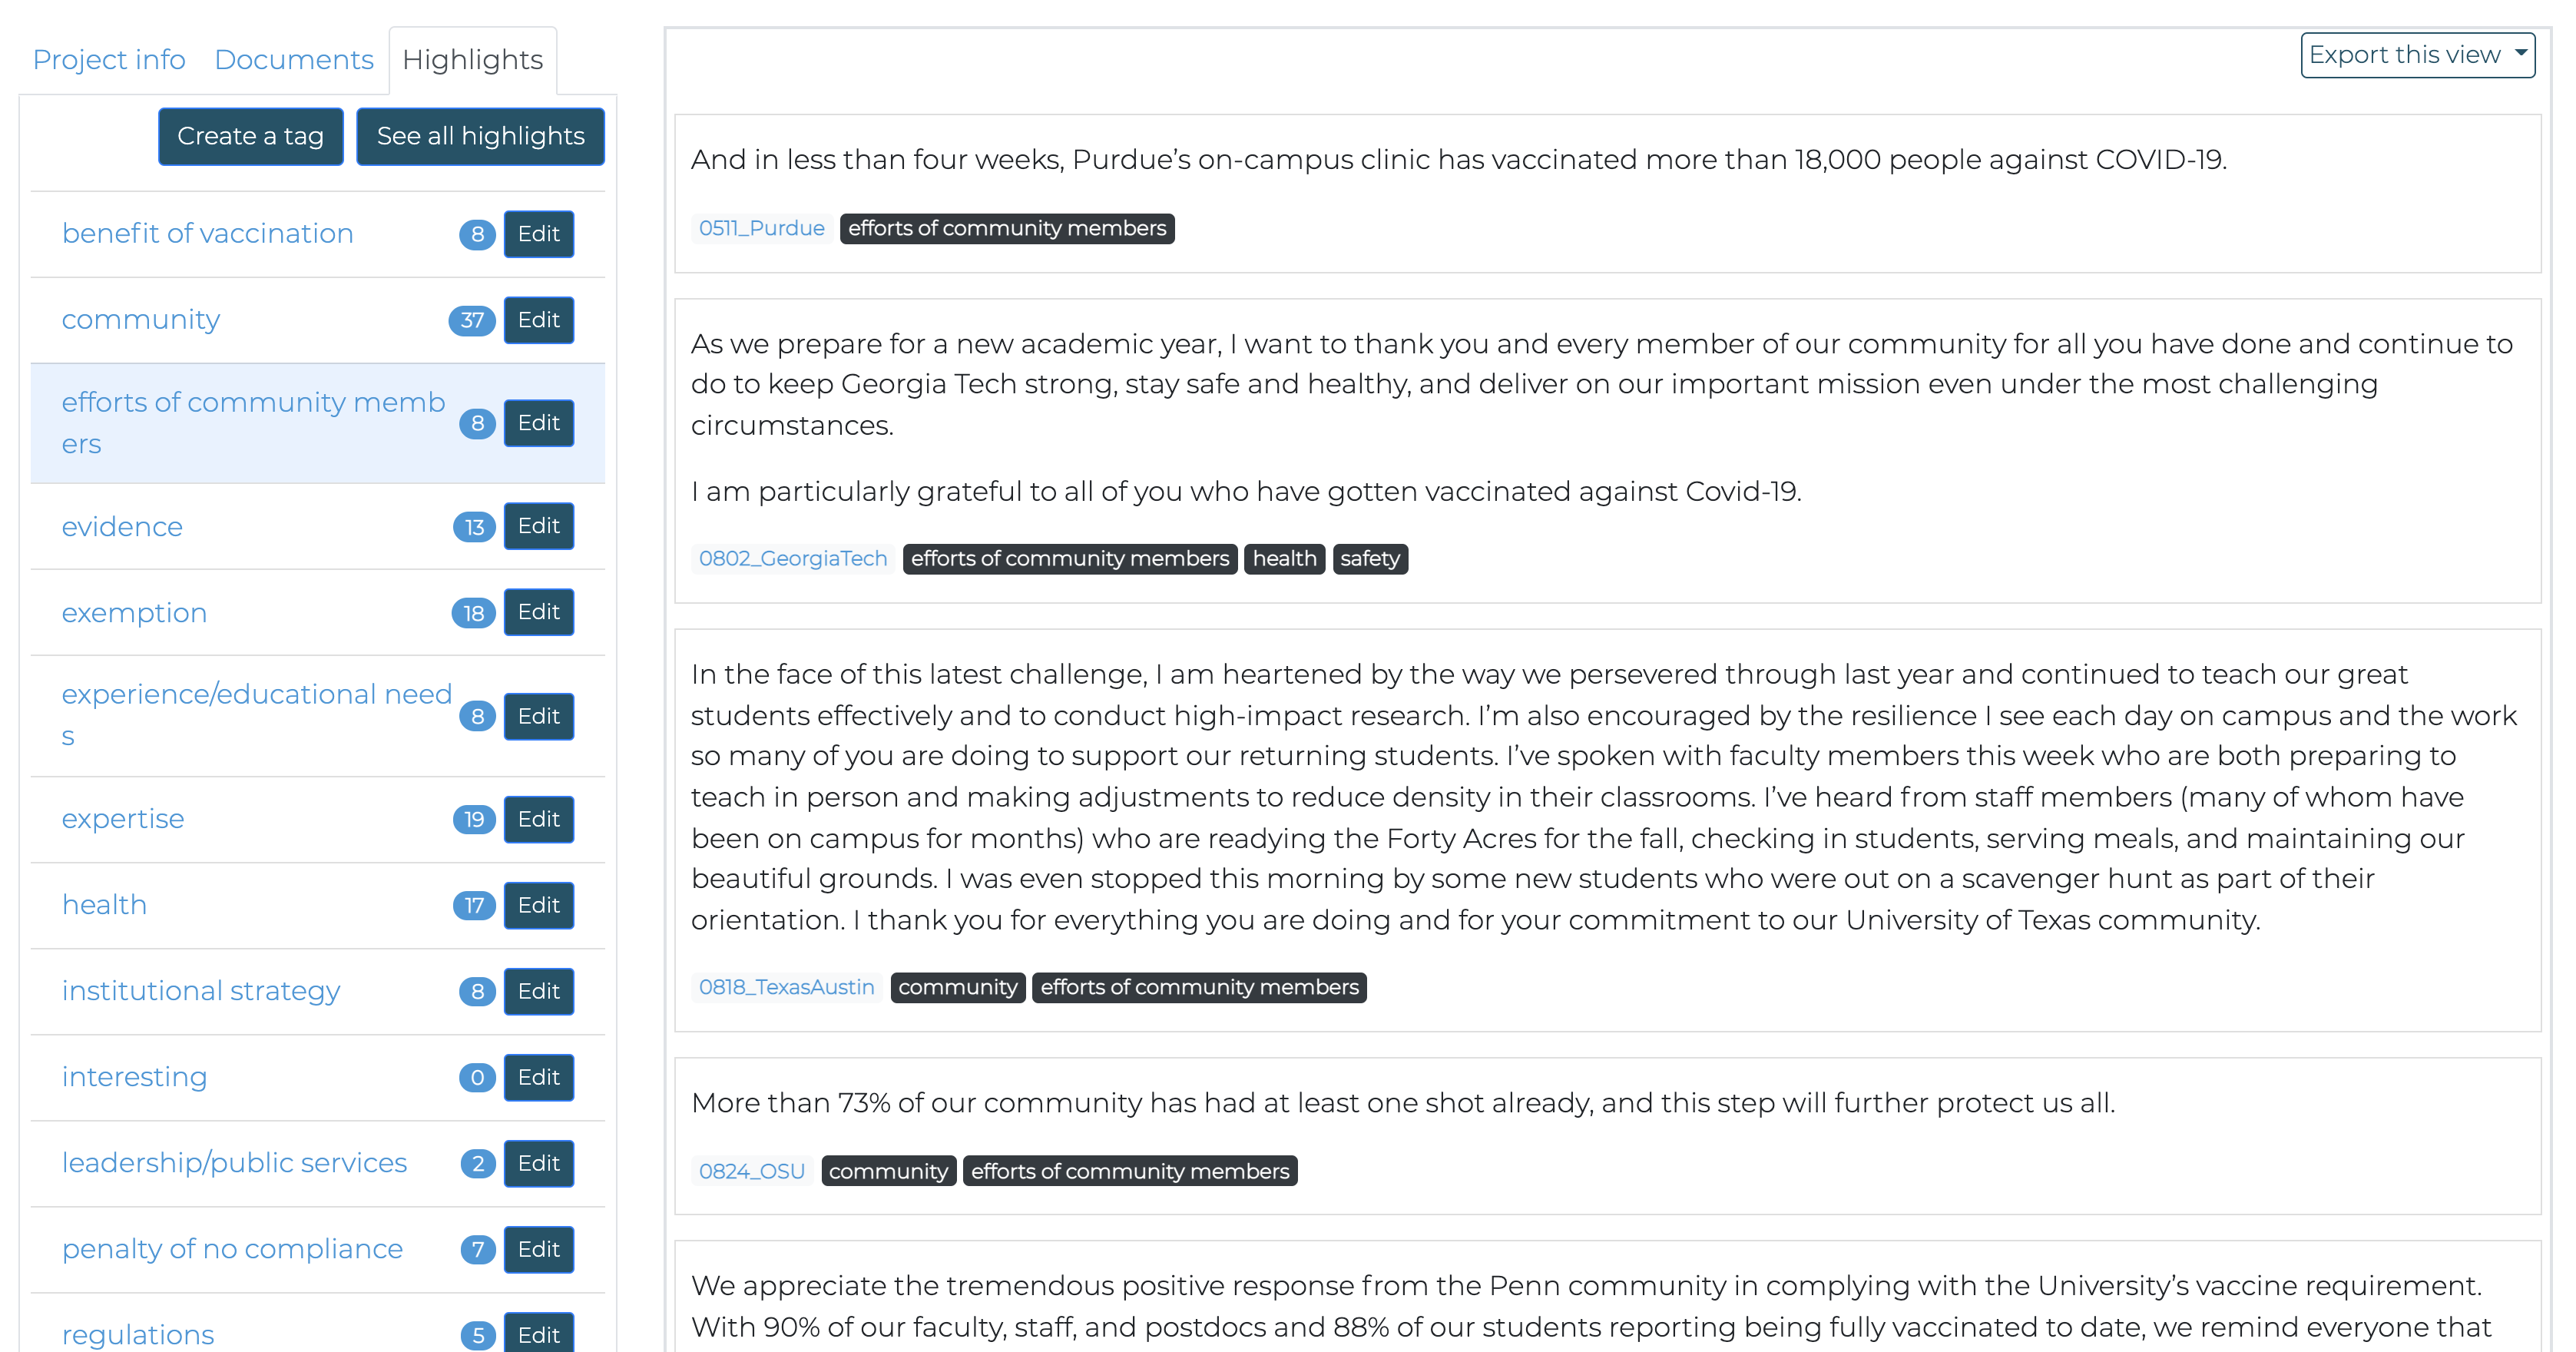 Project info Documents Highlights
Create a tag See all highlights
benefit of vaccination 8 Edit
community 37 Edit
efforts of community memb
ers 8 Edit
evidence 13 Edit
exemption 18 Edit
experience/educational need
s 8 Edit
expertise 19 Edit
health 17 Edit
institutional strategy 8 Edit
interesting 0 Edit
leadership/public services 2 Edit
penalty of no compliance 7 Edit
regulations 5 Edit
Export this view
And in less than four weeks, Purdue’s on-campus clinic has vaccinated more than 18,000 people against COVID-19.
0511_Purdue efforts of community members
As we prepare for a new academic year, I want to thank you and every member of our community for all you have done and continue to
do to keep Georgia Tech strong, stay safe and healthy, and deliver on our important mission even under the most challenging
circumstances.
I am particularly grateful to all of you who have gotten vaccinated against Covid-19.
0802_GeorgiaTech efforts of community members health safety
In the face of this latest challenge, I am heartened by the way we persevered through last year and continued to teach our great
students effectively and to conduct high-impact research. I’m also encouraged by the resilience I see each day on campus and the work
so many of you are doing to support our returning students. I’ve spoken with faculty members this week who are both preparing to
teach in person and making adjustments to reduce density in their classrooms. I’ve heard from staff members (many of whom have
been on campus for months) who are readying the Forty Acres for the fall, checking in students, serving meals, and maintaining our
beautiful grounds. I was even stopped this morning by some new students who were out on a scavenger hunt as part of their
orientation. I thank you for everything you are doing and for your commitment to our University of Texas community.
0818_TexasAustin community efforts of community members
More than 73% of our community has had at least one shot already, and this step will further protect us all.
0824_OSU community efforts of community members
We appreciate the tremendous positive response from the Penn community in complying with the University’s vaccine requirement.
With 90% of our faculty, staff, and postdocs and 88% of our students reporting being fully vaccinated to date, we remind everyone that